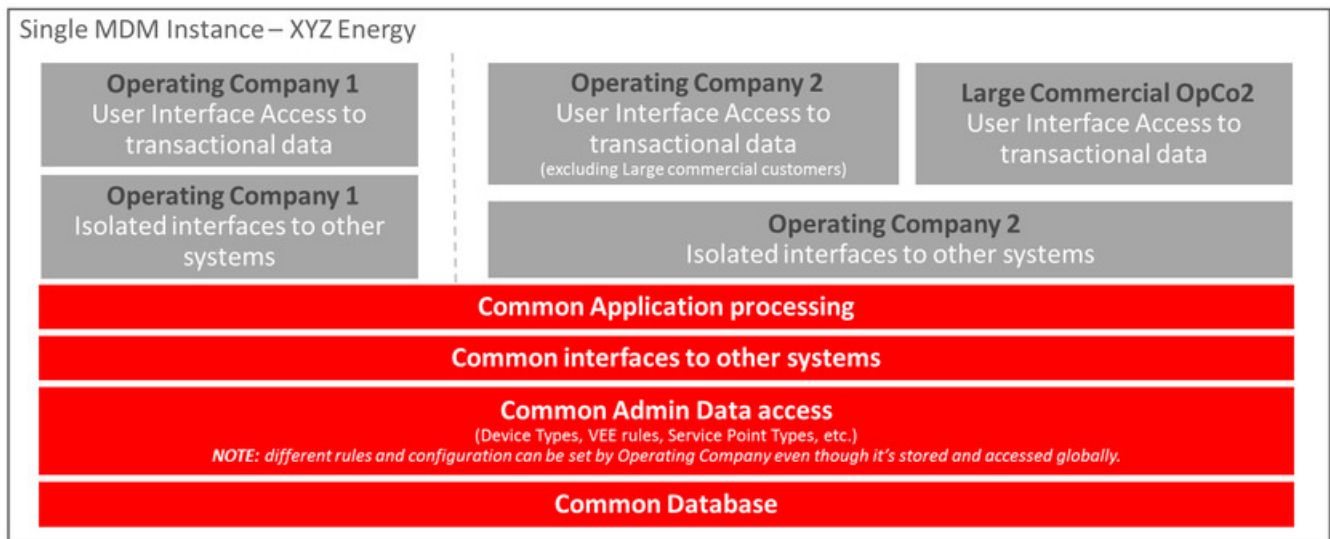 Single MDM Instance – XYZ Energy
Operating Company 1
User Interface Access to
transactional data
Operating Company 1
Isolated interfaces to other
systems
Operating Company 2
User Interface Access to
transactional data
(excluding Large commercial customers)
Large Commercial OpCo2
User Interface Access to
transactional data
Operating Company 2
Isolated interfaces to other systems
Common Application processing
Common interfaces to other systems
Common Admin Data access
(Device Types, VEE rules, Service Point Types, etc.)
NOTE: different rules and configuration can be set by Operating Company even though it's stored and accessed globally.
Common Database